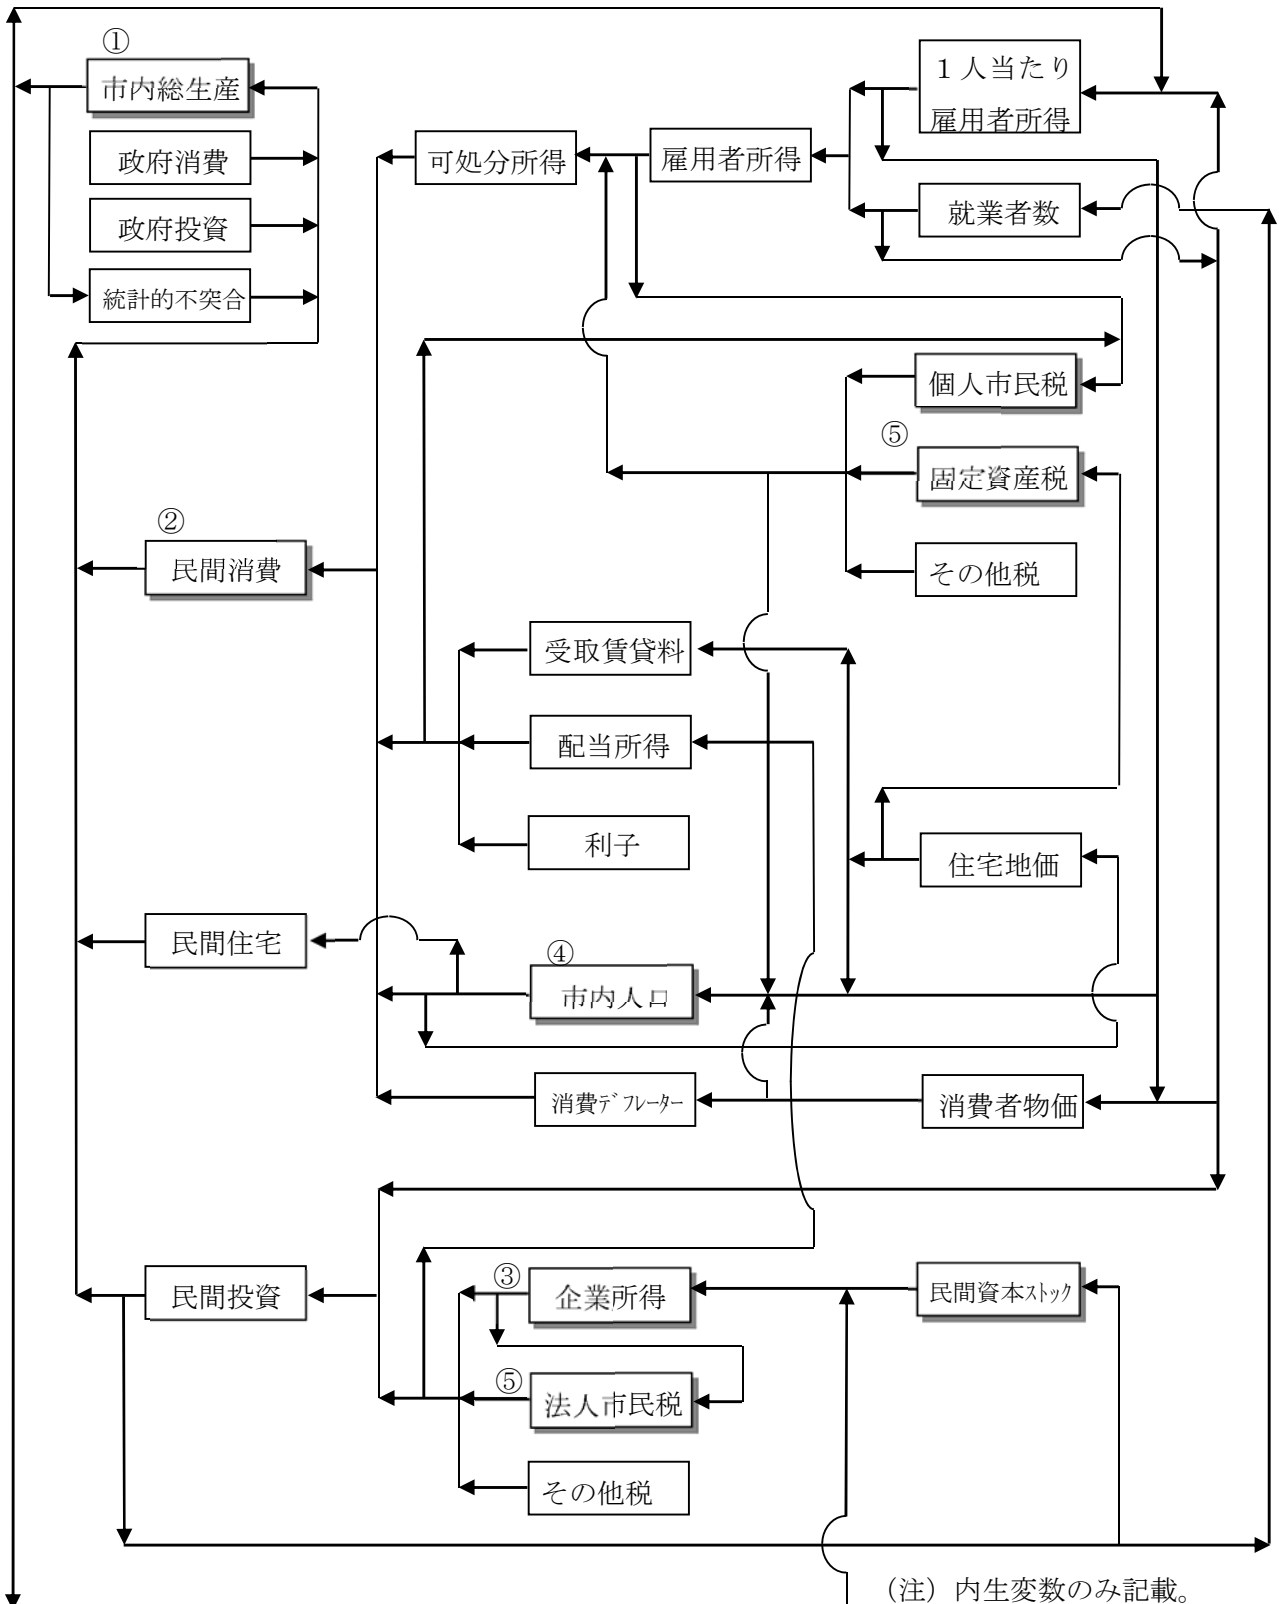 ①
市内総生産
政府消費
政府投資
統計的不突合
可処分所得
雇用者所得
１人当たり
雇用者所得
就業者数
個人市民税
⑤
固定資産税
その他税
②
民間消費
受取賃貸料
配当所得
利子
住宅地価
民間住宅
④
市内人口
消費デフレーター
消費者物価
民間投資
③
企業所得
民間資本ストック
⑤
法人市民税
その他税
（注）内生変数のみ記載。